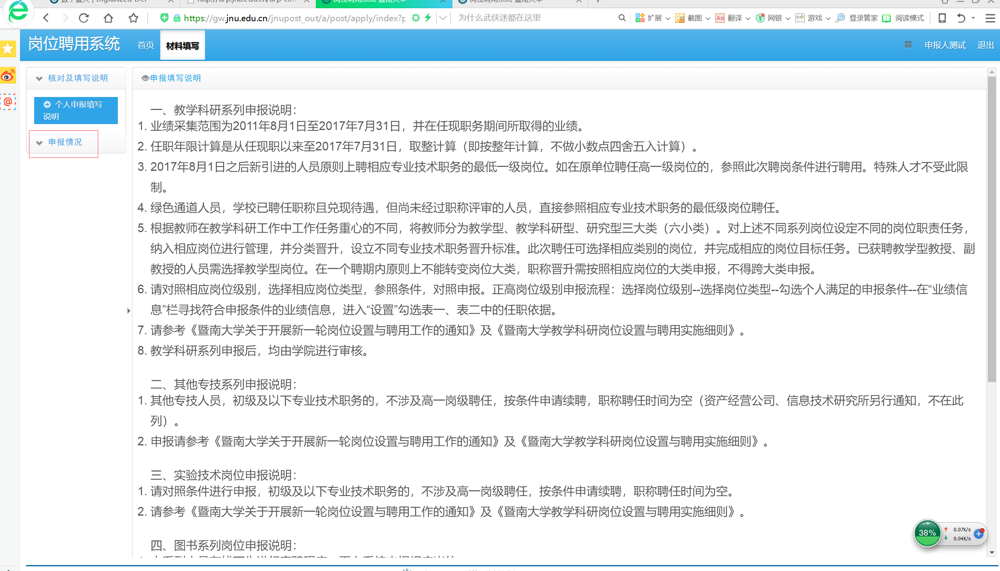 https://gw.jnu.edu.cn/jnupost_out/a/post/apply/index?p
为什么武侠迷都在这里
扩展
截图
Aa 翻译
网银
游戏
登录管家
阅读模式
岗位聘用系统
首页
材料填写
申报人测试
退出
核对及填写说明
个人申报填写
说明
申报情况
申报填写说明
一、教学科研系列申报说明：
1. 业绩采集范围为2011年8月1日至2017年7月31日，并在任现职务期间所取得的业绩。
2. 任职年限计算是从任现职以来至2017年7月31日，取整计算（即按整年计算，不做小数点四舍五入计算）。
3. 2017年8月1日之后新引进的人员原则上聘相应专业技术职务的最低一级岗位。如在原单位聘任高一级岗位的，参照此次聘岗条件进行聘用。特殊人才不受此限
制。
4. 绿色通道人员，学校已聘任职称且兑现待遇，但尚未经过职称评审的人员，直接参照相应专业技术职务的最低级岗位聘任。
5. 根据教师在教学科研工作中工作任务重心的不同，将教师分为教学型、教学科研型、研究型三大类（六小类）。对上述不同系列岗位设定不同的岗位职责任务，
纳入相应岗位进行管理，并分类晋升，设立不同专业技术职务晋升标准。此次聘任可选择相应类别的岗位，并完成相应的岗位目标任务。已获聘教学型教授、副
教授的人员需选择教学型岗位。在一个聘期内原则上不能转变岗位大类，职称晋升需按照相应岗位的大类申报，不得跨大类申报。
6. 请对照相应岗位级别，选择相应岗位类型，参照条件，对照申报。正高岗位级别申报流程：选择岗位级别--选择岗位类型--勾选个人满足的申报条件--在“业绩信
息”栏寻找符合申报条件的业绩信息，进入“设置”勾选表一、表二中的任职依据。
7. 请参考《暨南大学关于开展新一轮岗位设置与聘用工作的通知》及《暨南大学教学科研岗位设置与聘用实施细则》。
8. 教学科研系列申报后，均由学院进行审核。
二、其他专技系列申报说明：
1. 其他专技人员，初级及以下专业技术职务的，不涉及高一岗级聘任，按条件申请续聘，职称聘任时间为空（资产经营公司、信息技术研究所另行通知，不在此
列）。
2. 申报请参考《暨南大学关于开展新一轮岗位设置与聘用工作的通知》及《暨南大学教学科研岗位设置与聘用实施细则》。
三、实验技术岗位申报说明：
1. 请对照条件进行申报，初级及以下专业技术职务的，不涉及高一岗级聘任，按条件申请续聘，职称聘任时间为空。
2. 请参考《暨南大学关于开展新一轮岗位设置与聘用工作的通知》及《暨南大学教学科研岗位设置与聘用实施细则》。
四、图书系列岗位申报说明：
38%
0.07K/s
0.04K/s